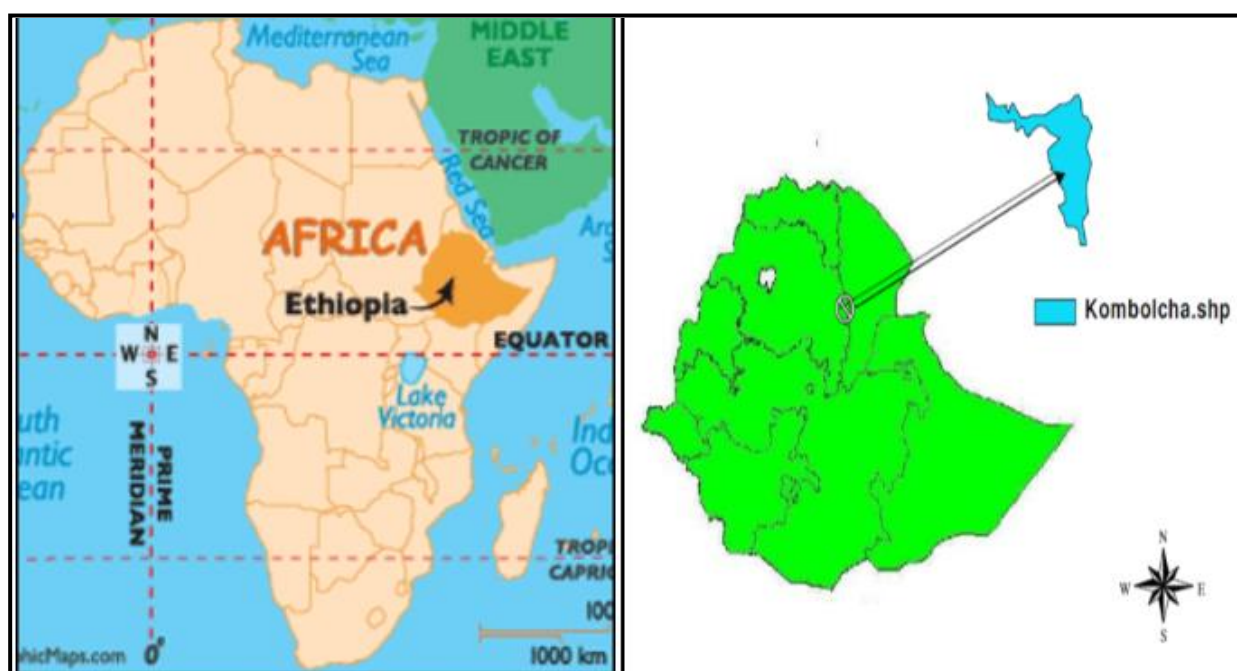 Mediterranean
Sea
MIDDLE
EAST
TROPIC OF
CANCER
Red Sea
AFRICA
Ethiopia
EQUATOR
N
W E
S
Lake
Victoria
PRIME
MERIDIAN
1000 km
0°
Kombolcha.shp
N
W E
S